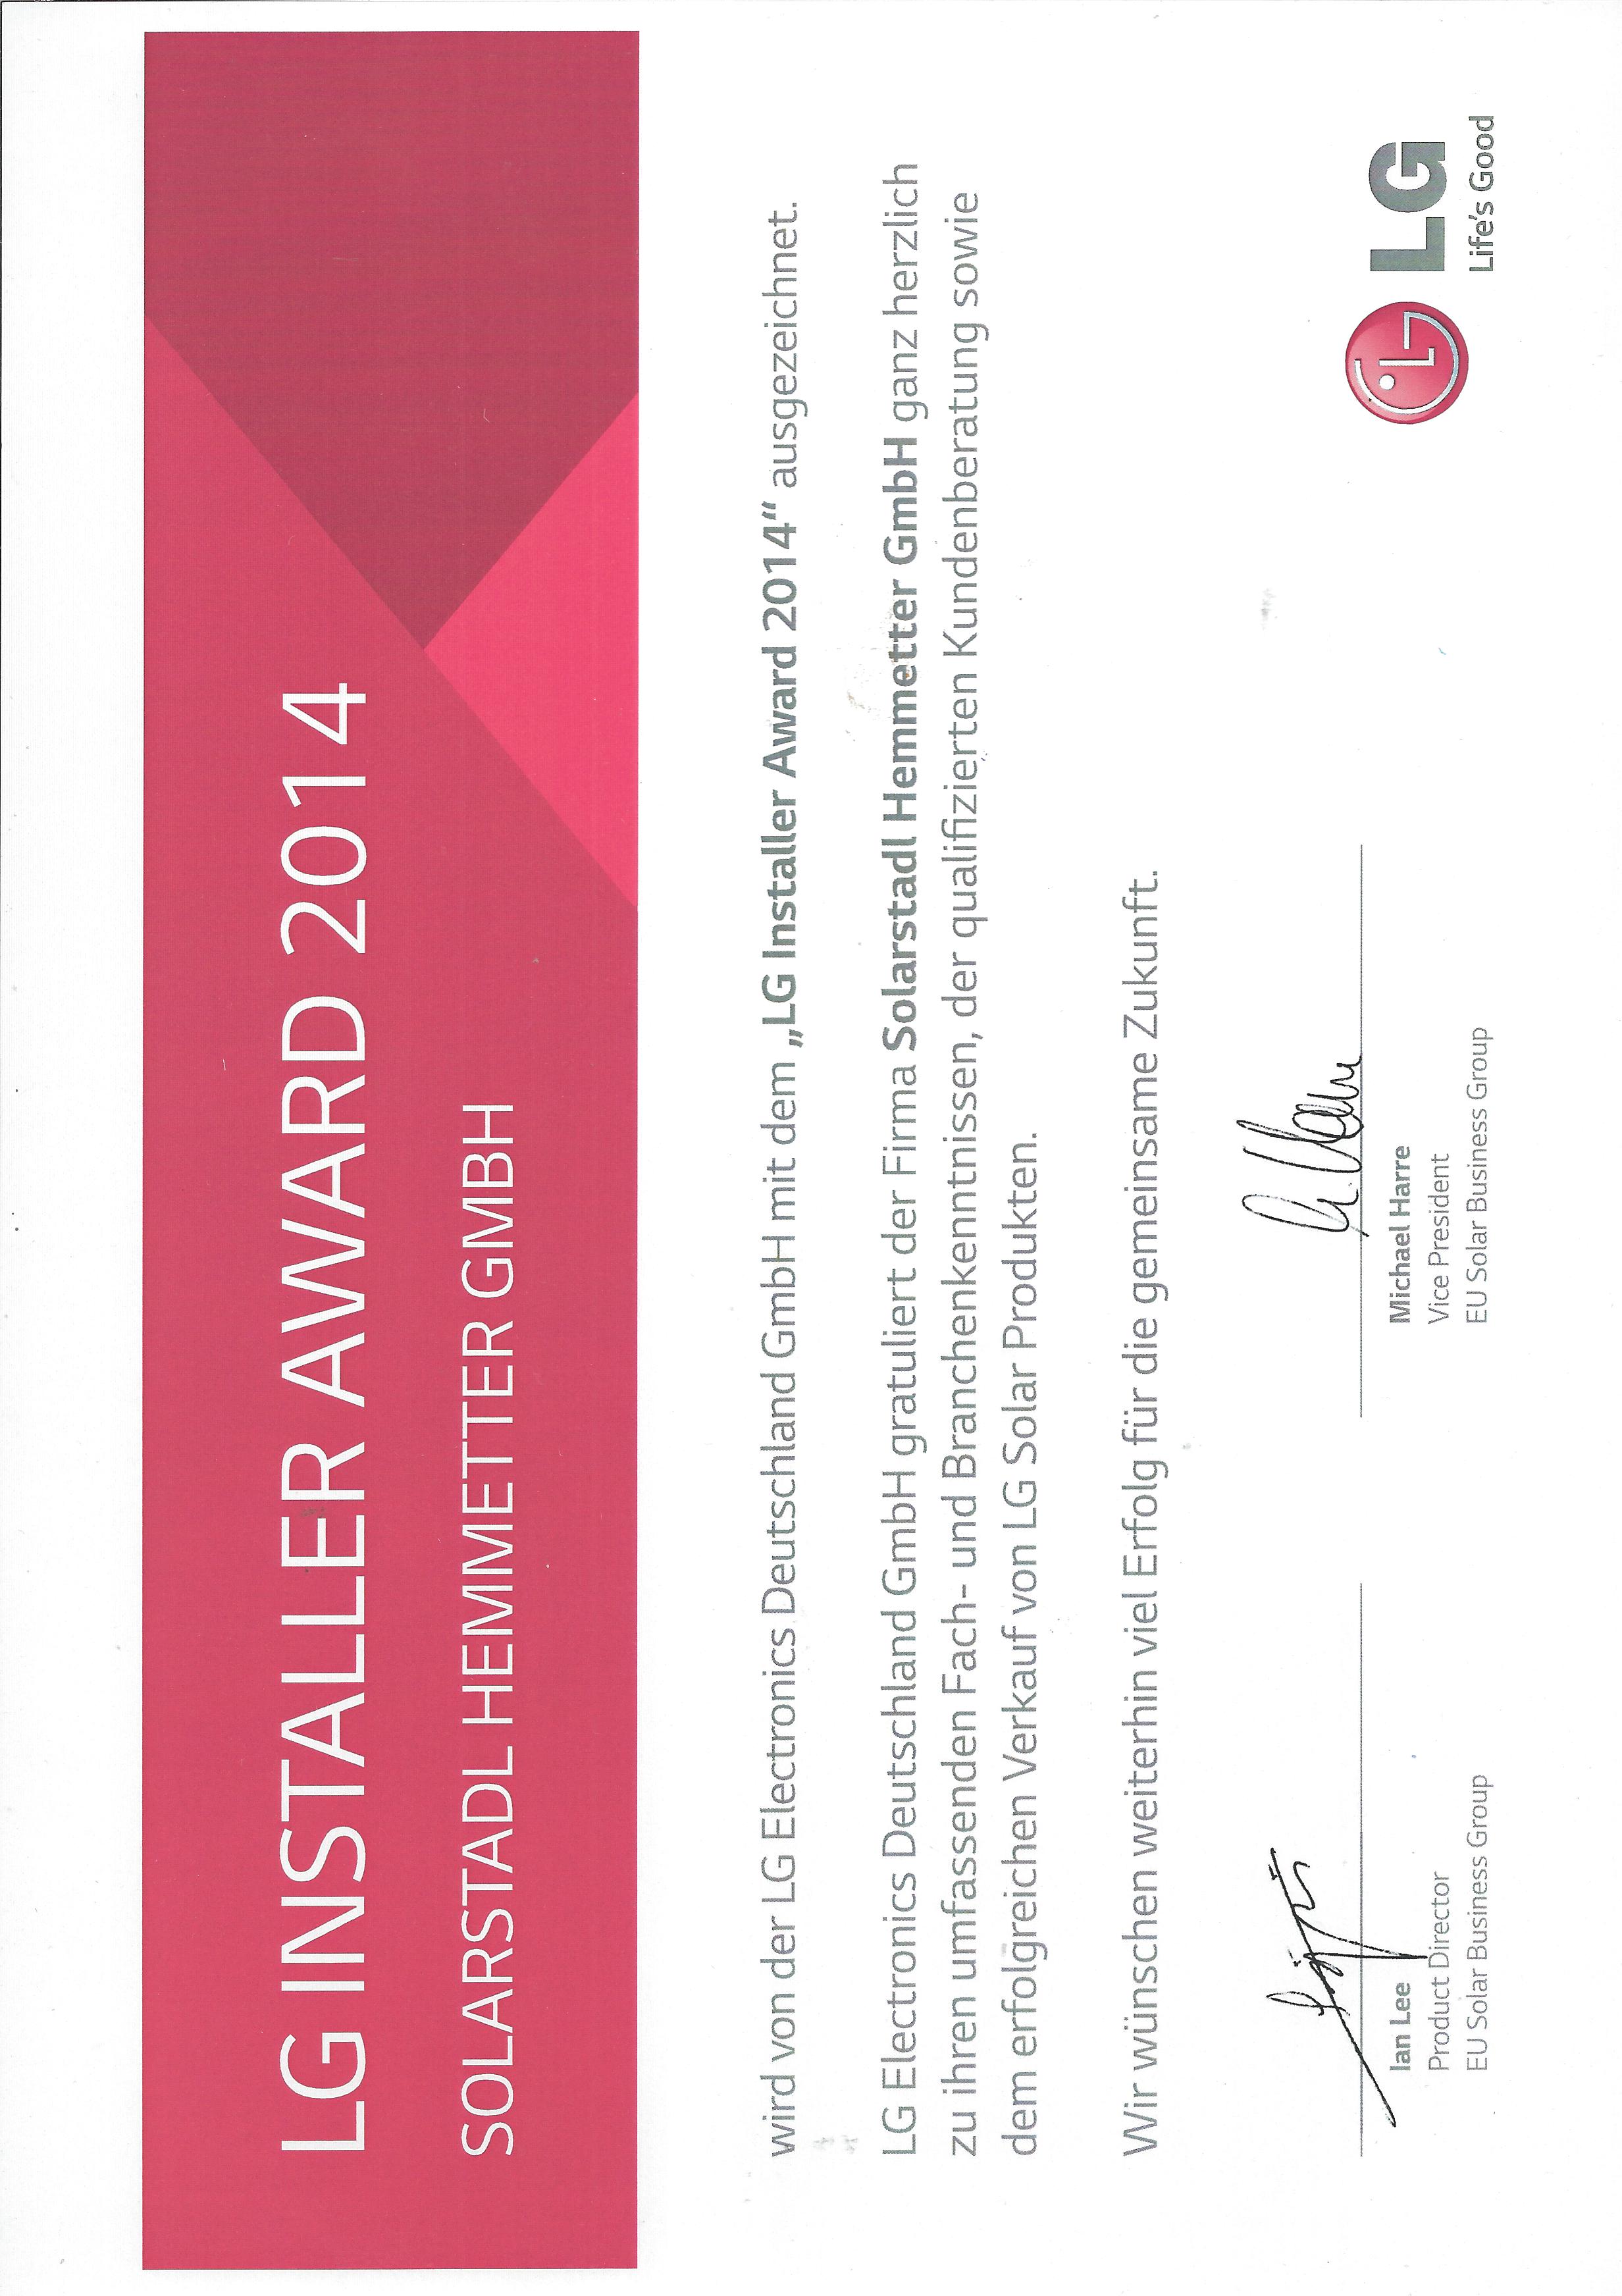 LG INSTALLER AWARD 2014
SOLARSTADL HEMMETTER GMBH
wird von der LG Electronics Deutschland GmbH mit dem „LG Installer Award 2014“ ausgezeichnet.
LG Electronics Deutschland GmbH gratuliert der Firma Solarstadl Hemmetter GmbH ganz herzlich
zu ihren umfassenden Fach- und Branchenkenntnissen, der qualifizierten Kundenberatung sowie
dem erfolgreichen Verkauf von LG Solar Produkten.
Wir wünschen weiterhin viel Erfolg für die gemeinsame Zukunft.
Ian Lee
Product Director
EU Solar Business Group
Michael Harre
Vice President
EU Solar Business Group
LG
Life's Good